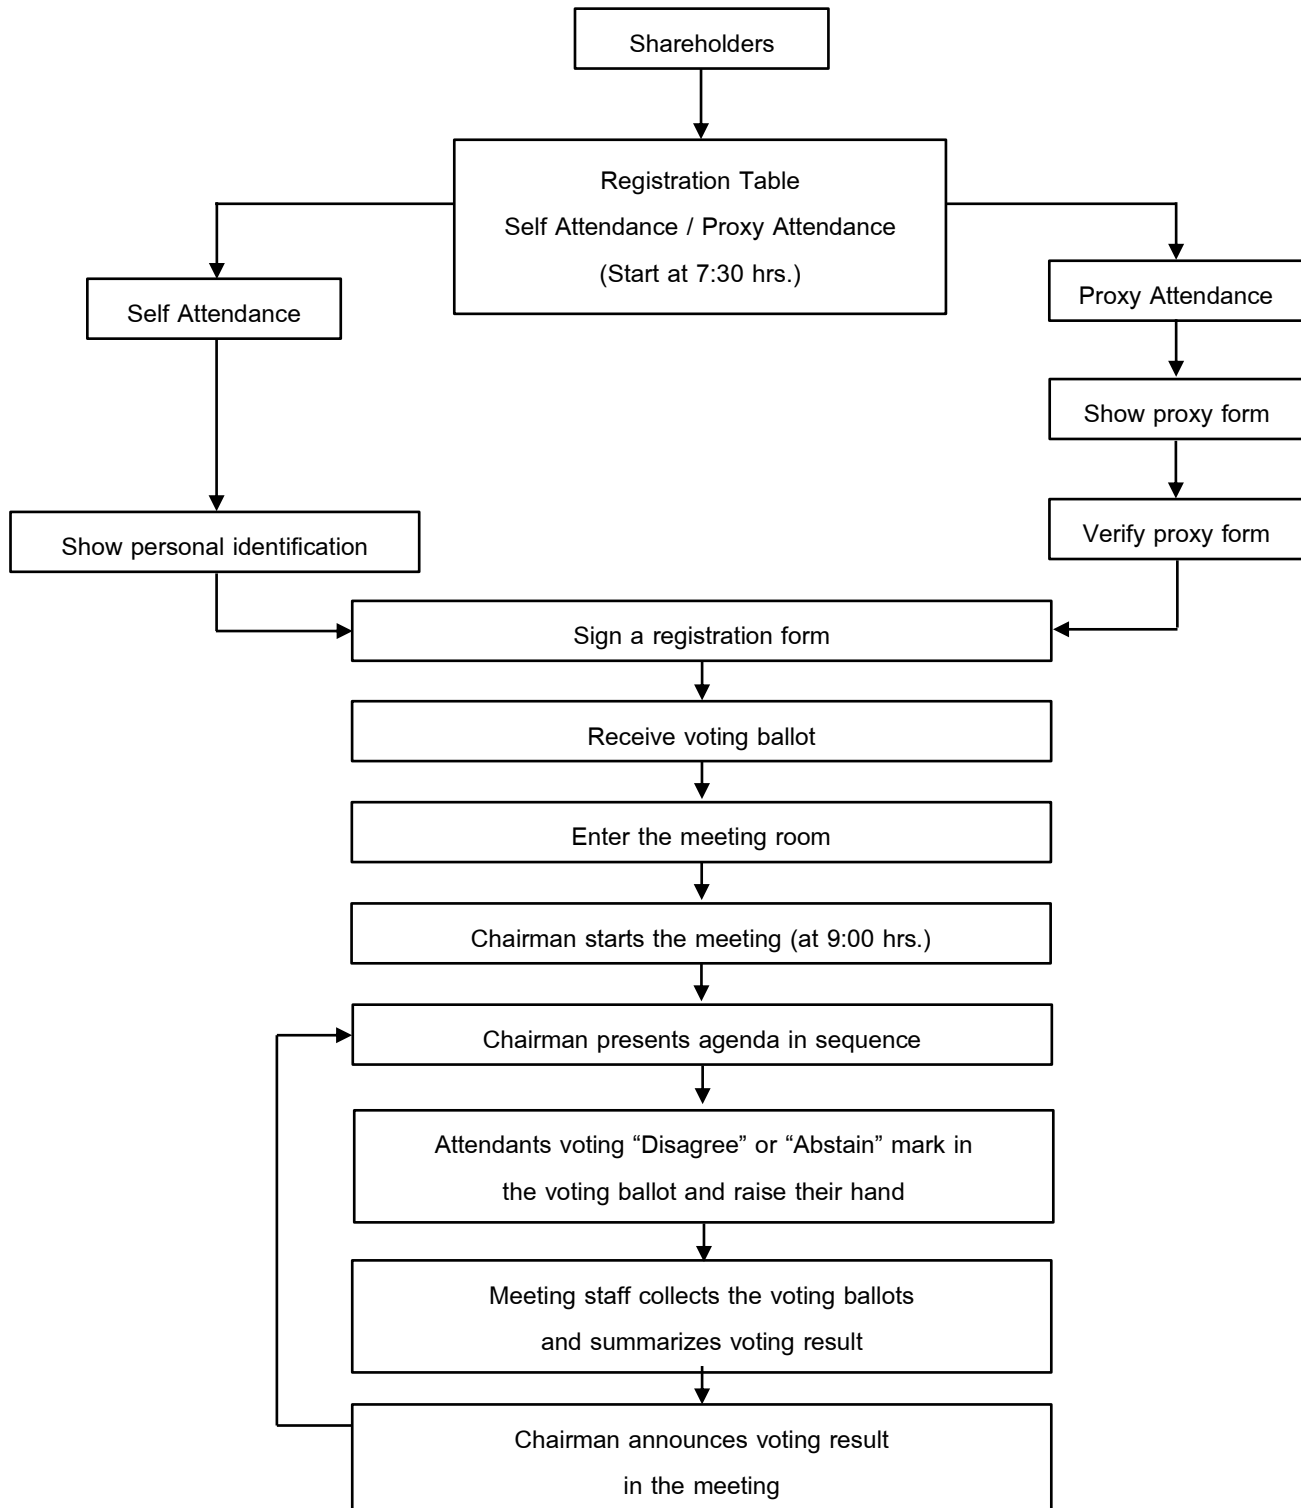 Shareholders
Registration Table
Self Attendance / Proxy Attendance
(Start at 7:30 hrs.)
Self Attendance
Proxy Attendance
Show proxy form
Show personal identification
Verify proxy form
Sign a registration form
Receive voting ballot
Enter the meeting room
Chairman starts the meeting (at 9:00 hrs.)
Chairman presents agenda in sequence
Attendants voting “Disagree” or “Abstain” mark in
the voting ballot and raise their hand
Meeting staff collects the voting ballots
and summarizes voting result
Chairman announces voting result
in the meeting